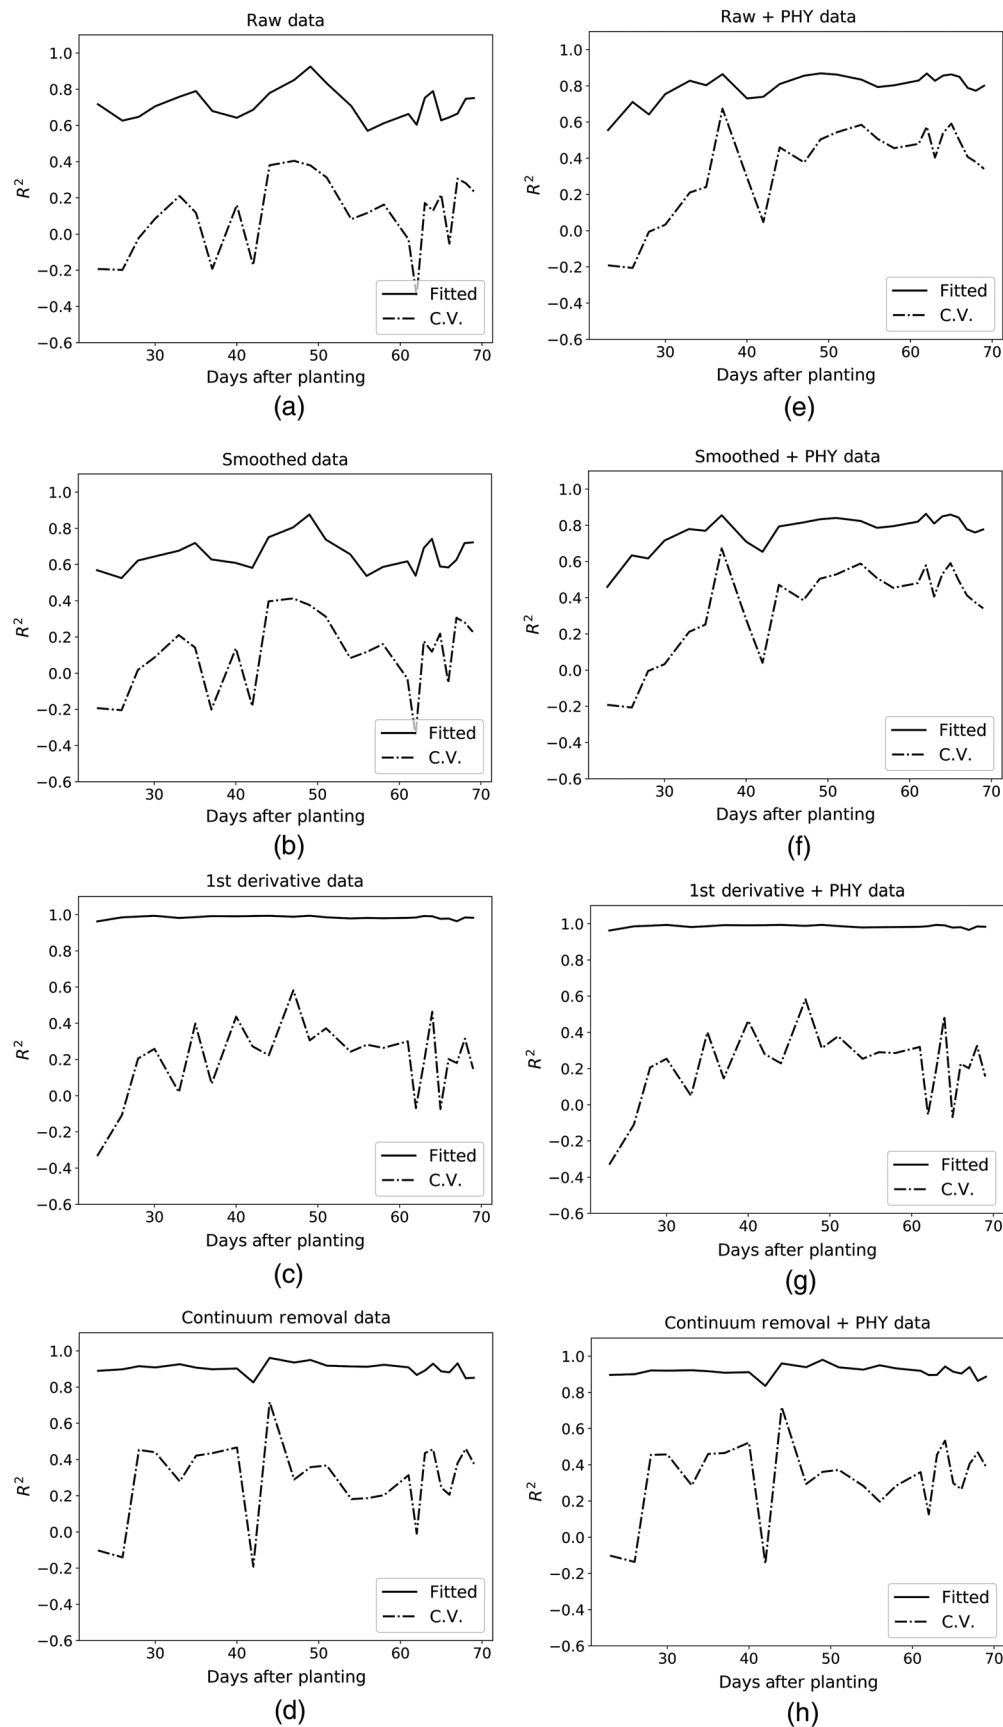 Raw data
1.0
0.8
0.6
0.4
0.2
0.0
−0.2
−0.4
−0.6
R²
Fitted
C.V.
30 40 50 60 70
Days after planting
(a)
Raw + PHY data
1.0
0.8
0.6
0.4
0.2
0.0
−0.2
−0.4
−0.6
R²
Fitted
C.V.
30 40 50 60 70
Days after planting
(e)
Smoothed data
1.0
0.8
0.6
0.4
0.2
0.0
−0.2
−0.4
−0.6
R²
Fitted
C.V.
30 40 50 60 70
Days after planting
(b)
Smoothed + PHY data
1.0
0.8
0.6
0.4
0.2
0.0
−0.2
−0.4
−0.6
R²
Fitted
C.V.
30 40 50 60 70
Days after planting
(f)
1st derivative data
1.0
0.8
0.6
0.4
0.2
0.0
−0.2
−0.4
−0.6
R²
Fitted
C.V.
30 40 50 60 70
Days after planting
(c)
1st derivative + PHY data
1.0
0.8
0.6
0.4
0.2
0.0
−0.2
−0.4
−0.6
R²
Fitted
C.V.
30 40 50 60 70
Days after planting
(g)
Continuum removal data
1.0
0.8
0.6
0.4
0.2
0.0
−0.2
−0.4
−0.6
R²
Fitted
C.V.
30 40 50 60 70
Days after planting
(d)
Continuum removal + PHY data
1.0
0.8
0.6
0.4
0.2
0.0
−0.2
−0.4
−0.6
R²
Fitted
C.V.
30 40 50 60 70
Days after planting
(h)